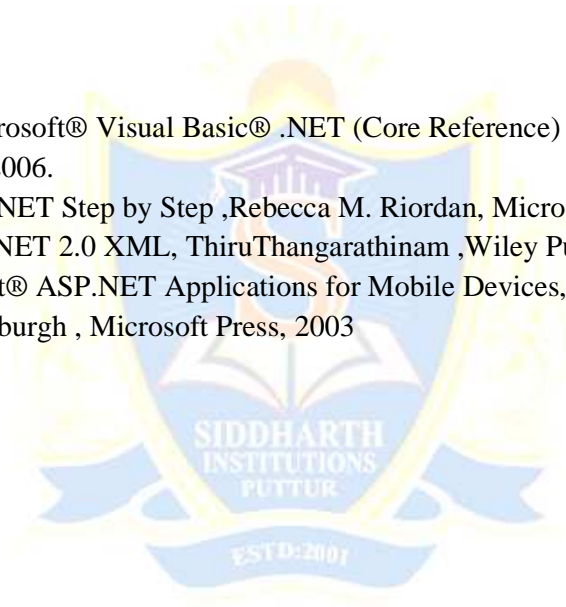 rosoft® Visual Basic® .NET (Core Reference)
006.
NET Step by Step ,Rebecca M. Riordan, Micros
NET 2.0 XML, ThiruThangarathinam ,Wiley Pu
t® ASP.NET Applications for Mobile Devices,
burgh , Microsoft Press, 2003
S
SIDDHARTH
INSTITUTIONS
PUTTUR
ESTD:2001